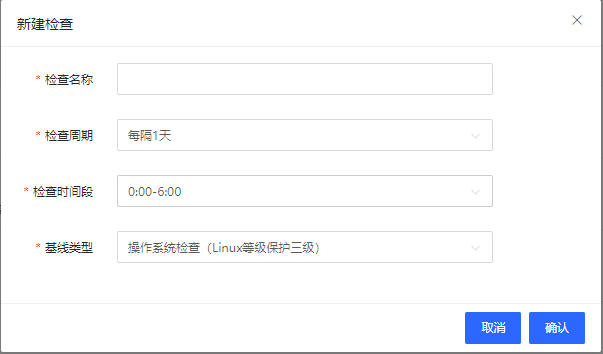 新建检查
* 检查名称
* 检查周期 每隔1天
* 检查时间段 0:00-6:00
* 基线类型 操作系统检查（Linux等级保护三级）
取消 确认